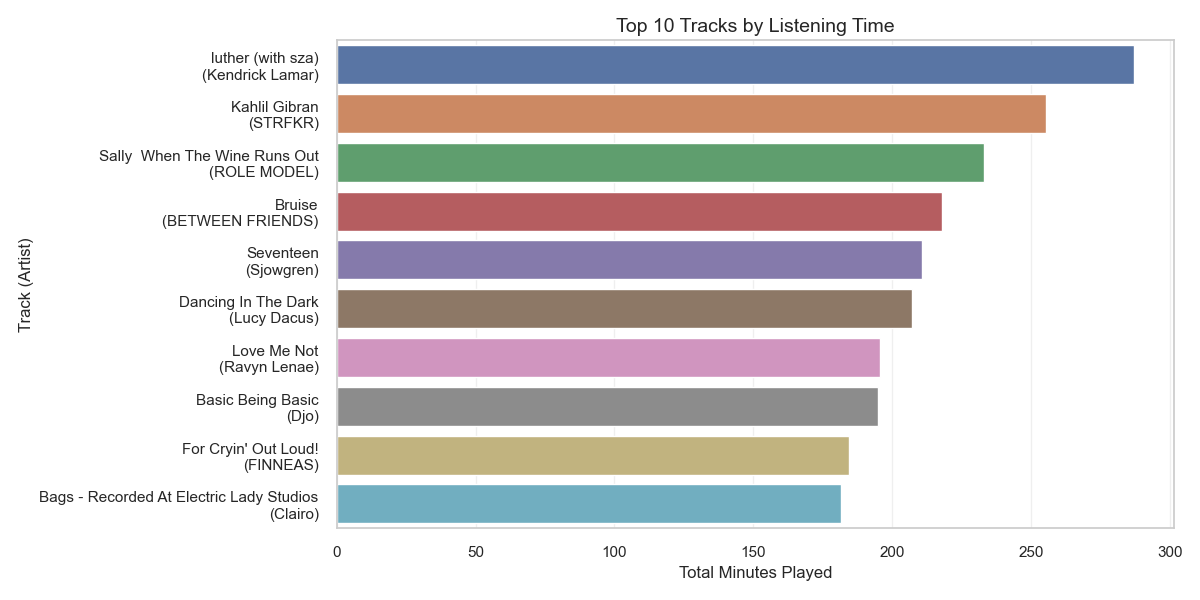 Top 10 Tracks by Listening Time
luther (with sza)
(Kendrick Lamar)
Kahlil Gibran
(STRFKR)
Sally  When The Wine Runs Out
(ROLE MODEL)
Bruise
(BETWEEN FRIENDS)
Seventeen
(Sjowgren)
Dancing In The Dark
(Lucy Dacus)
Love Me Not
(Ravyn Lenae)
Basic Being Basic
(Djo)
For Cryin' Out Loud!
(FINNEAS)
Bags - Recorded At Electric Lady Studios
(Clairo)
Track (Artist)
0 50 100 150 200 250 300
Total Minutes Played